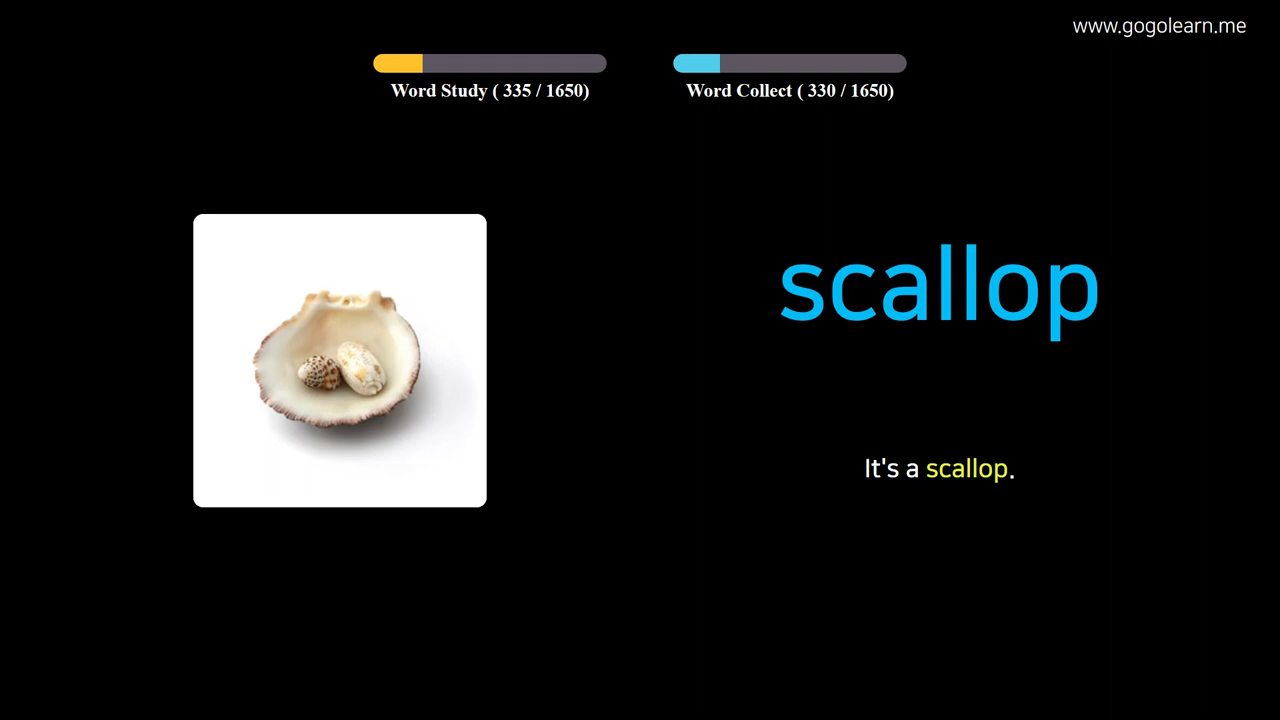 www.gogolearn.me
Word Study ( 335 / 1650)
Word Collect ( 330 / 1650)
scallop
It's a scallop.